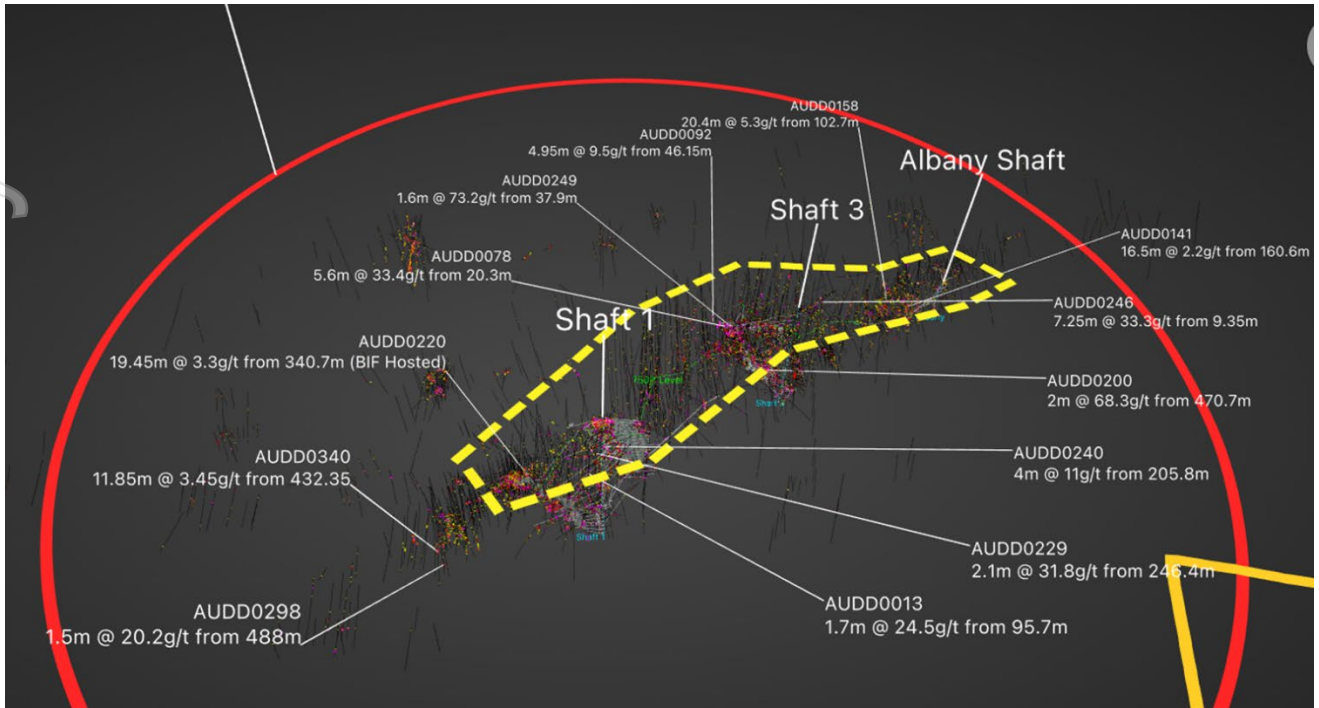 AUDD0158
20.4m @ 5.3g/t from 102.7m
AUDD0092
4.95m @ 9.5g/t from 46.15m
Albany Shaft
AUDD0249
1.6m @ 73.2g/t from 37.9m
Shaft 3
AUDD0141
16.5m @ 2.2g/t from 160.6m
AUDD0078
5.6m @ 33.4g/t from 20.3m
AUDD0246
7.25m @ 33.3g/t from 9.35m
Shaft 1
AUDD0220
19.45m @ 3.3g/t from 340.7m (BIF Hosted)
AUDD0200
2m @ 68.3g/t from 470.7m
AUDD0240
4m @ 11g/t from 205.8m
AUDD0340
11.85m @ 3.45g/t from 432.35
Shaft 1
AUDD0229
2.1m @ 31.8g/t from 246.4m
AUDD0298
1.5m @ 20.2g/t from 488m
AUDD0013
1.7m @ 24.5g/t from 95.7m